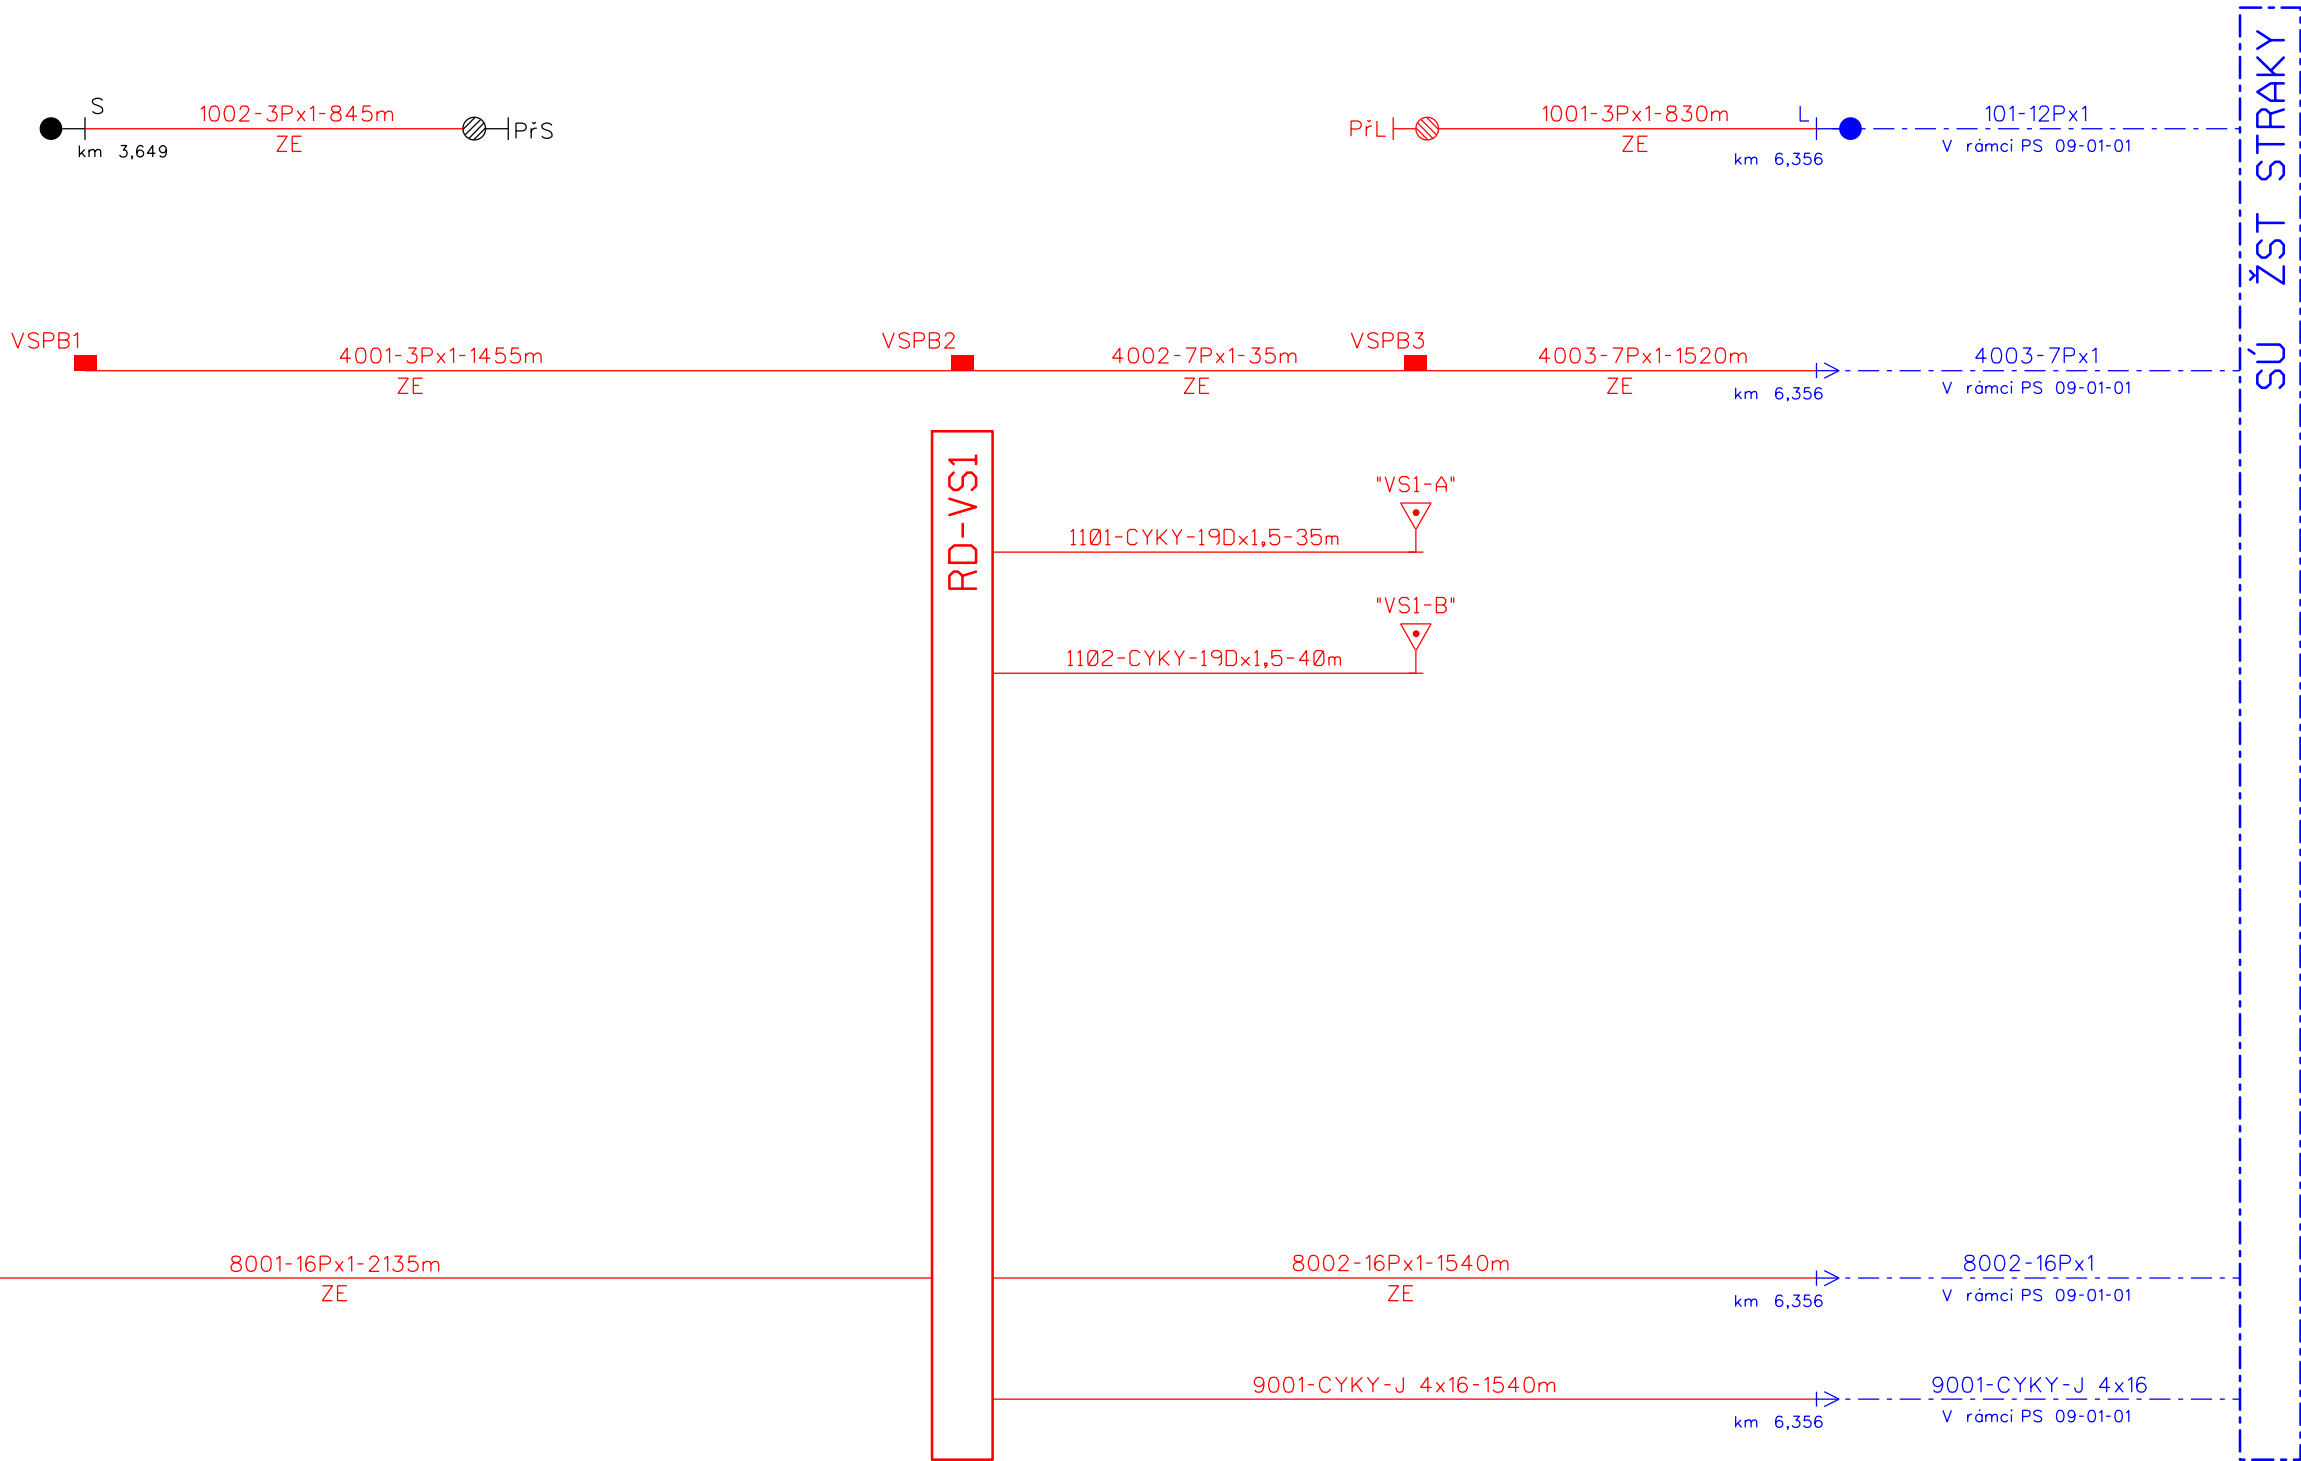 S
1002-3Px1-845m
ZE
km 3,649
PřS
PřL
1001-3Px1-830m
ZE
L
km 6,356
101-12Px1
V rámci PS 09-01-01
SÚ ŽST STRAKY
VSPB1
4001-3Px1-1455m
ZE
VSPB2
4002-7Px1-35m
ZE
VSPB3
4003-7Px1-1520m
ZE
km 6,356
4003-7Px1
V rámci PS 09-01-01
RD-VS1
"VS1-A"
11Ø1-CYKY-19Dx1,5-35m
"VS1-B"
11Ø2-CYKY-19Dx1,5-4Øm
8001-16Px1-2135m
ZE
8002-16Px1-1540m
ZE
km 6,356
8002-16Px1
V rámci PS 09-01-01
9001-CYKY-J 4x16-1540m
km 6,356
9001-CYKY-J 4x16
V rámci PS 09-01-01